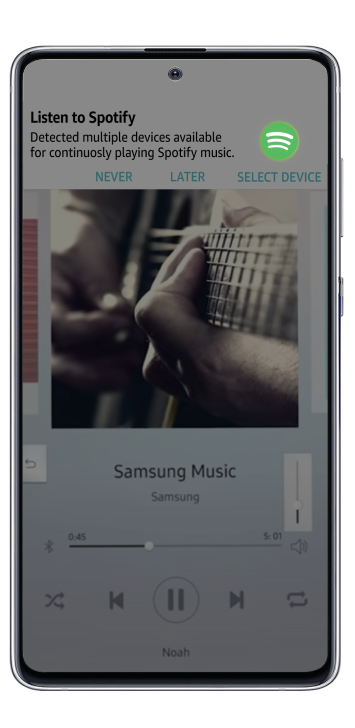 Listen to Spotify
Detected multiple devices available
for continuosly playing Spotify music.
NEVER LATER SELECT DEVICE
Samsung Music
Samsung
0:45 5: 01
Noah